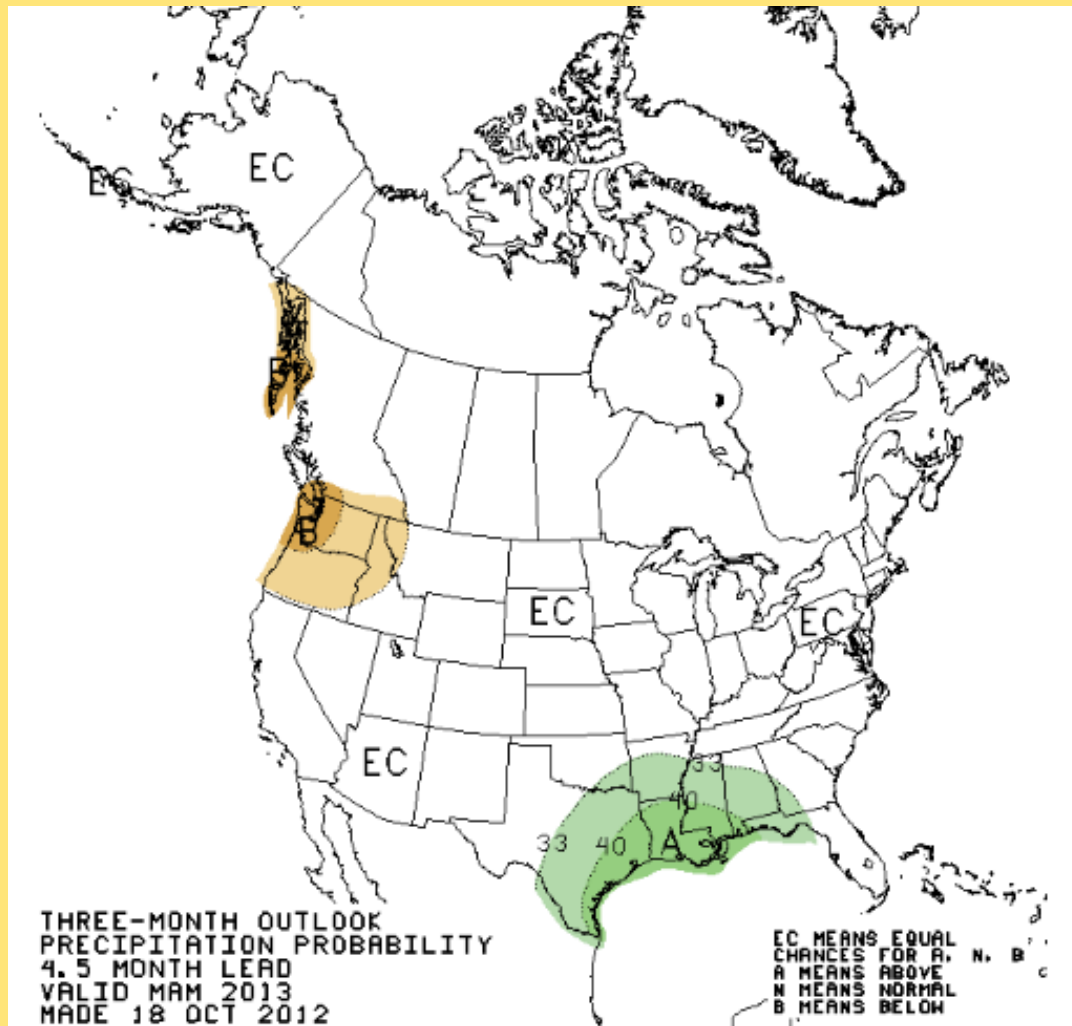 EC
EC
B
B
EC
EC
EC
33
40
33
40
A
THREE-MONTH OUTLOOK
PRECIPITATION PROBABILITY
4.5 MONTH LEAD
VALID MAM 2013
MADE 18 OCT 2012
EC MEANS EQUAL
CHANCES FOR A, N, B
A MEANS ABOVE
N MEANS NORMAL
B MEANS BELOW